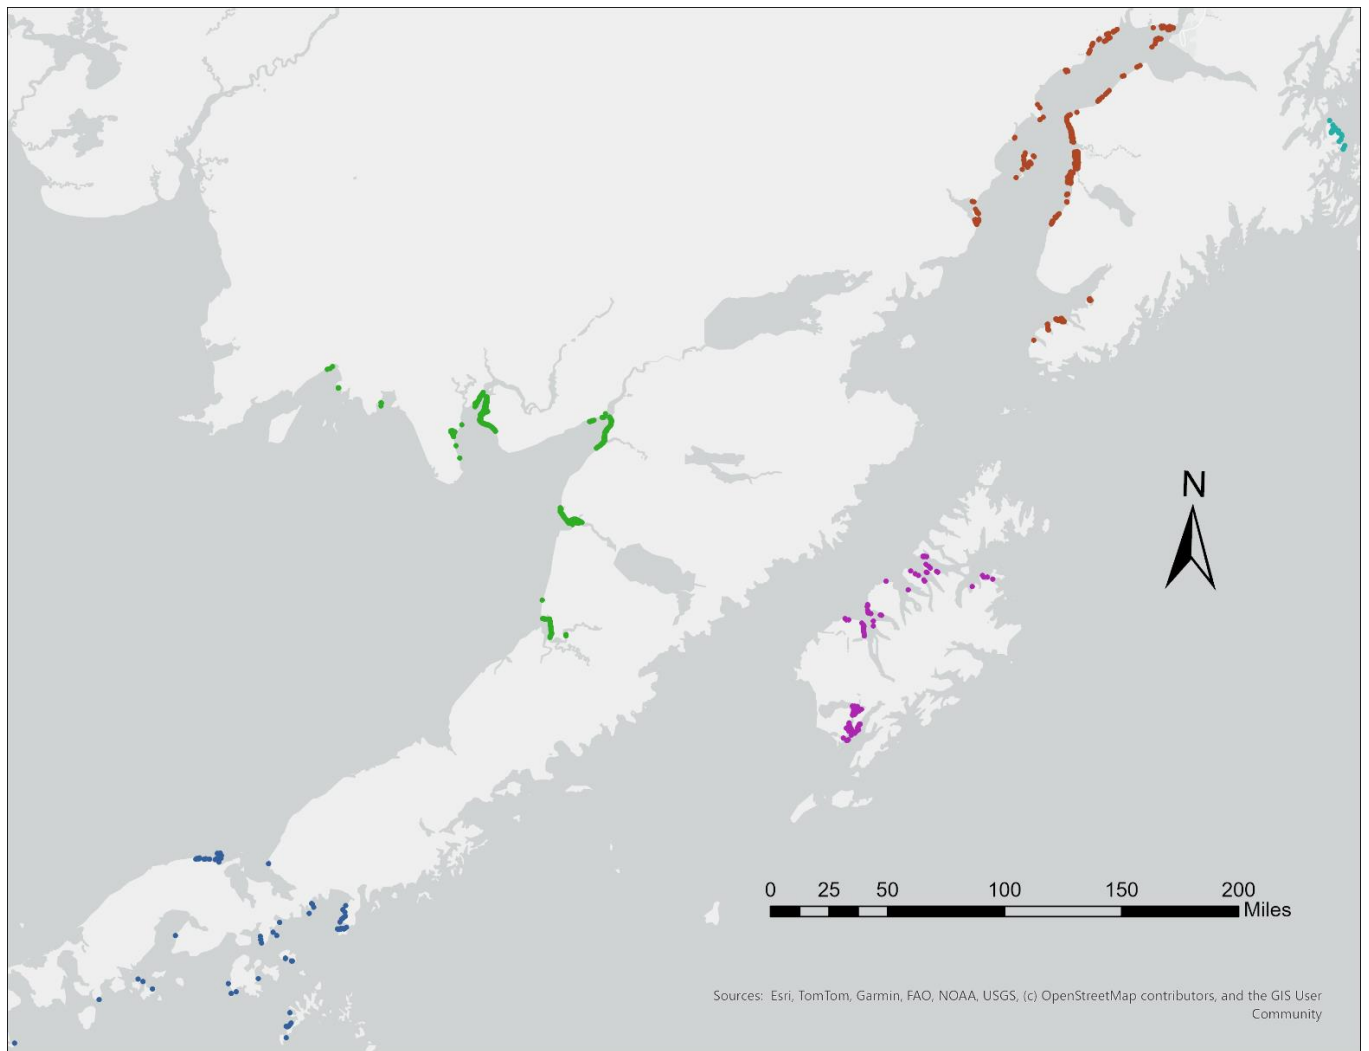 N
0 25 50 100 150 200
Miles
Sources: Esri, TomTom, Garmin, FAO, NOAA, USGS, (c) OpenStreetMap contributors, and the GIS User
Community